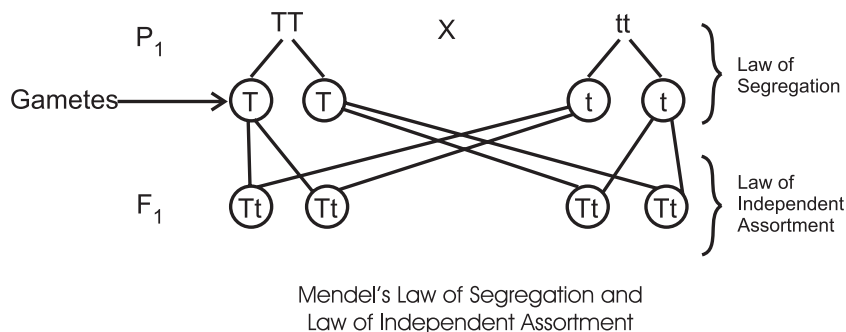 P1 TT X tt
Law of
Segregation
Gametes T T t t
F1 Tt Tt Tt Tt
Law of
Independent
Assortment
Mendel's Law of Segregation and
Law of Independent Assortment